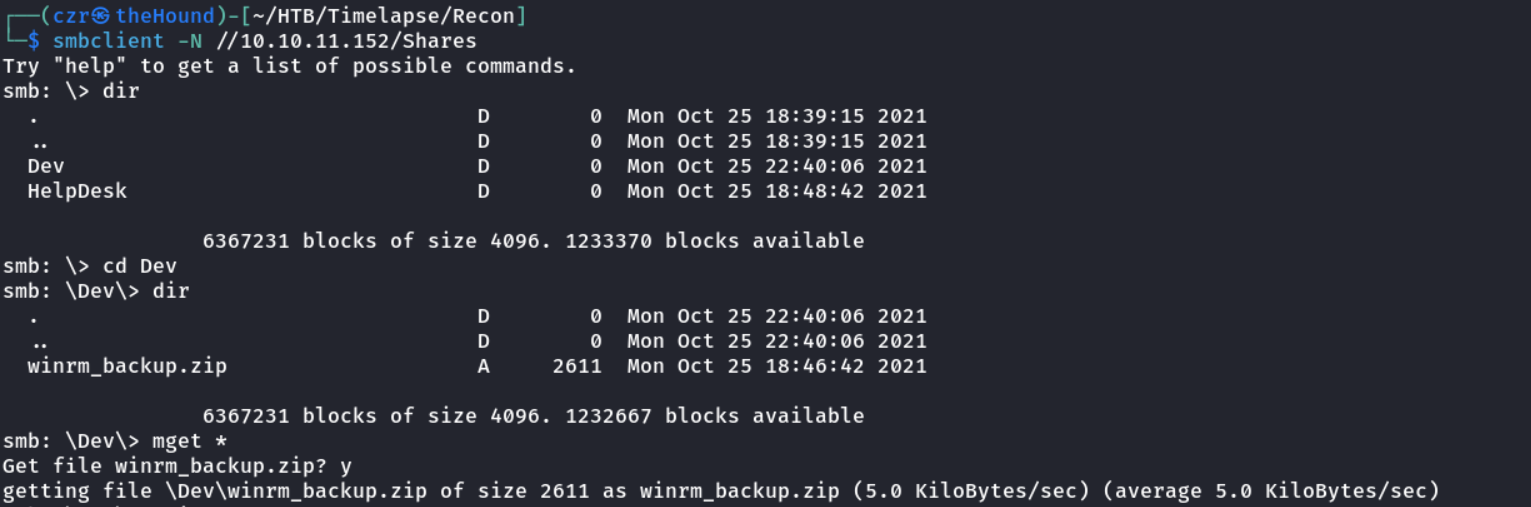 ┌──(czr㉿theHound)-[~/HTB/Timelapse/Recon]
└─$ smbclient -N //10.10.11.152/Shares
Try "help" to get a list of possible commands.
smb: \> dir
  .                                   D        0  Mon Oct 25 18:39:15 2021
  ..                                  D        0  Mon Oct 25 18:39:15 2021
  Dev                                 D        0  Mon Oct 25 22:40:06 2021
  HelpDesk                            D        0  Mon Oct 25 18:48:42 2021
                6367231 blocks of size 4096. 1233370 blocks available
smb: \> cd Dev
smb: \Dev\> dir
  .                                   D        0  Mon Oct 25 22:40:06 2021
  ..                                  D        0  Mon Oct 25 22:40:06 2021
  winrm_backup.zip                    A     2611  Mon Oct 25 18:46:42 2021
                6367231 blocks of size 4096. 1232667 blocks available
smb: \Dev\> mget *
Get file winrm_backup.zip? y
getting file \Dev\winrm_backup.zip of size 2611 as winrm_backup.zip (5.0 KiloBytes/sec) (average 5.0 KiloBytes/sec)